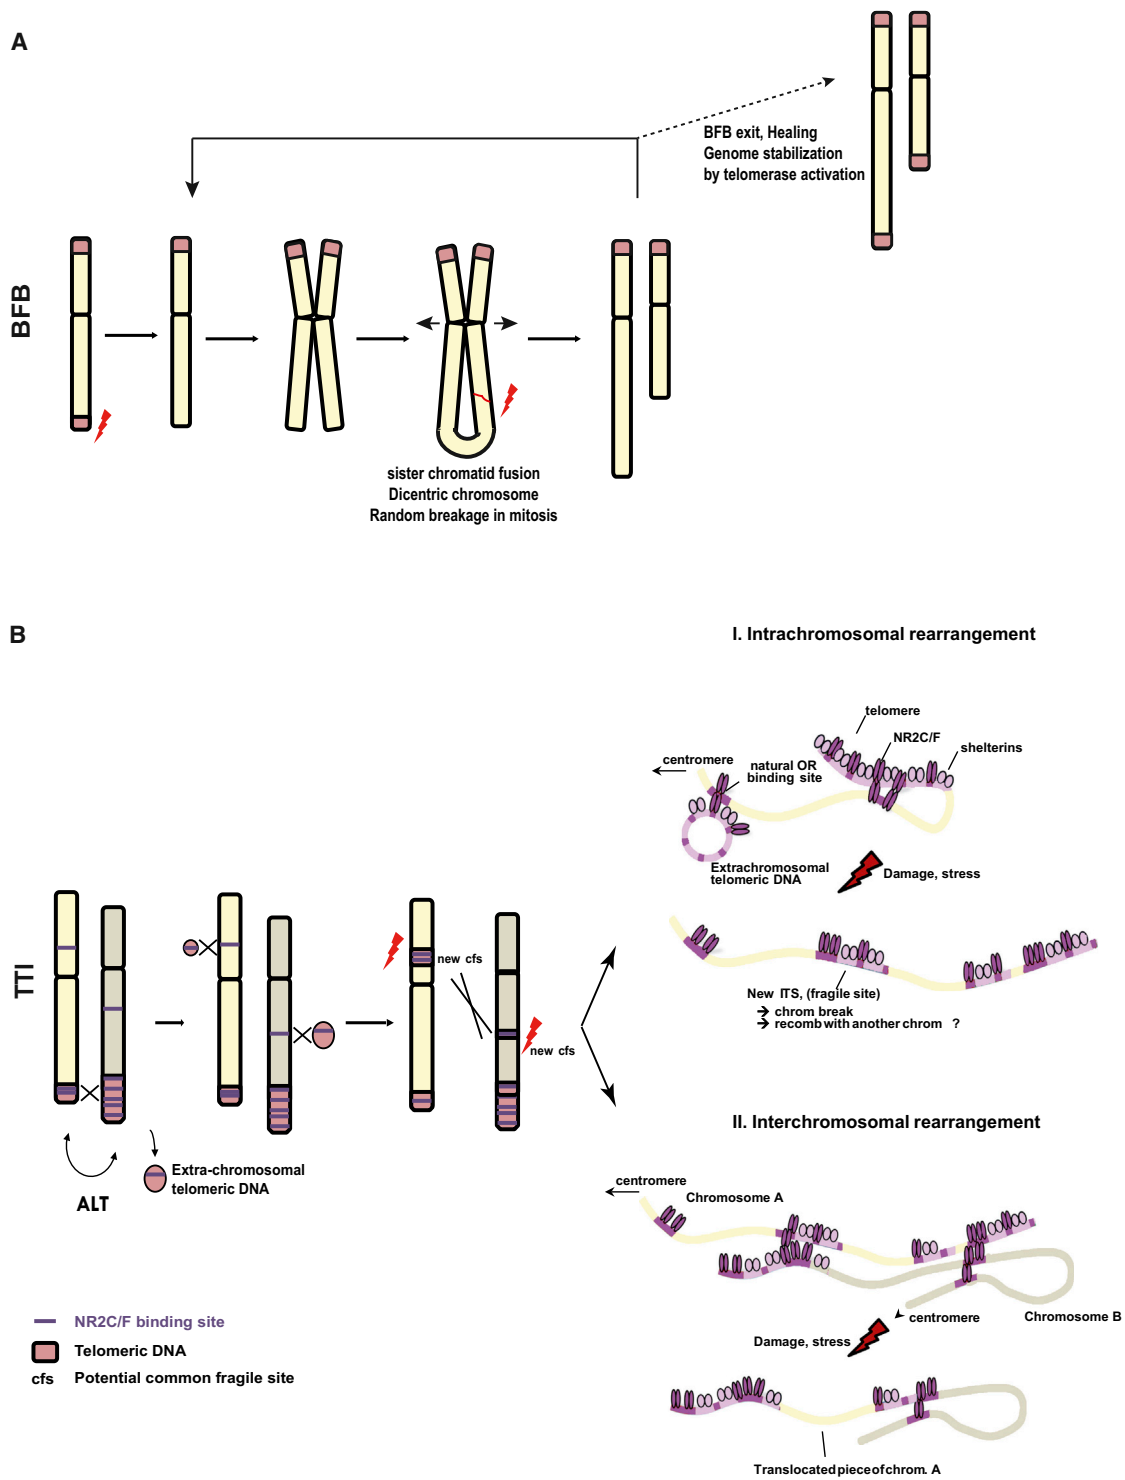 A
BFB exit, Healing
Genome stabilization
by telomerase activation
BFB
sister chromatid fusion
Dicentric chromosome
Random breakage in mitosis
B
I. Intrachromosomal rearrangement
telomere
NR2C/F
shelterins
centromere
natural OR
binding site
Extrachromosomal
telomeric DNA
Damage, stress
TTI
new cfs
new cfs
New ITS, (fragile site)
→ chrom break
→ recomb with another chrom ?
II. Interchromosomal rearrangement
ALT
Extra-chromosomal
telomeric DNA
centromere
Chromosome A
centromere
Chromosome B
Damage, stress
NR2C/F binding site
Telomeric DNA
cfs Potential common fragile site
Translocated piece of chrom. A